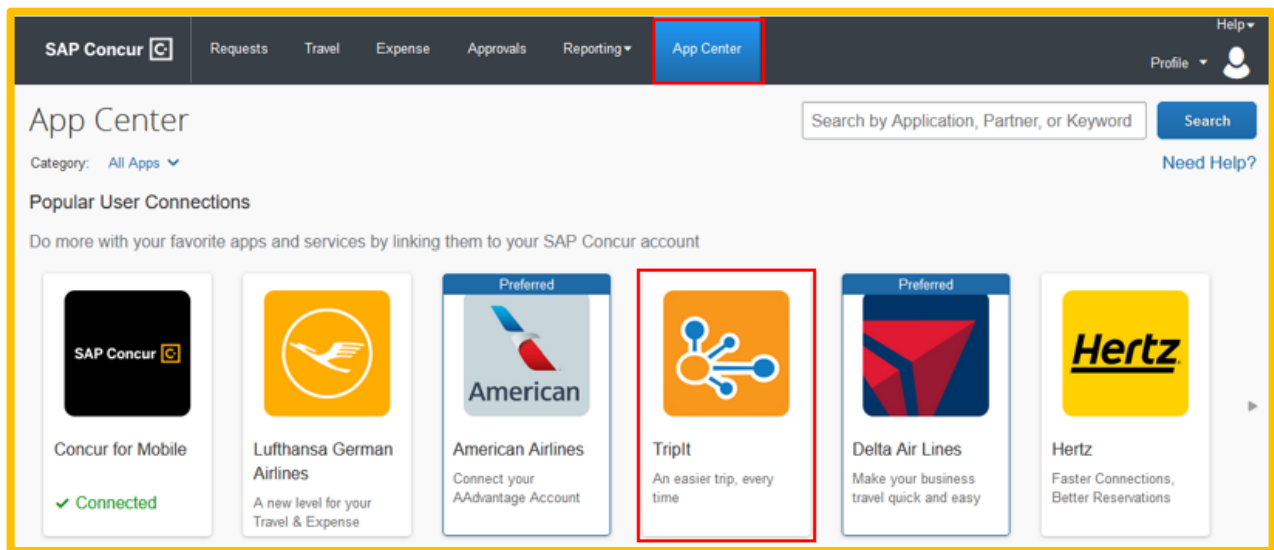 Help
SAP Concur C Requests Travel Expense Approvals Reporting App Center
Profile
App Center
Search by Application, Partner, or Keyword Search
Category: All Apps
Need Help?
Popular User Connections
Do more with your favorite apps and services by linking them to your SAP Concur account
SAP Concur C
Concur for Mobile
✓ Connected
Lufthansa German
Airlines
A new level for your
Travel & Expense
Preferred
American
American Airlines
Connect your
AAdvantage Account
TripIt
An easier trip, every
time
Preferred
Delta Air Lines
Make your business
travel quick and easy
Hertz.
Hertz
Faster Connections,
Better Reservations